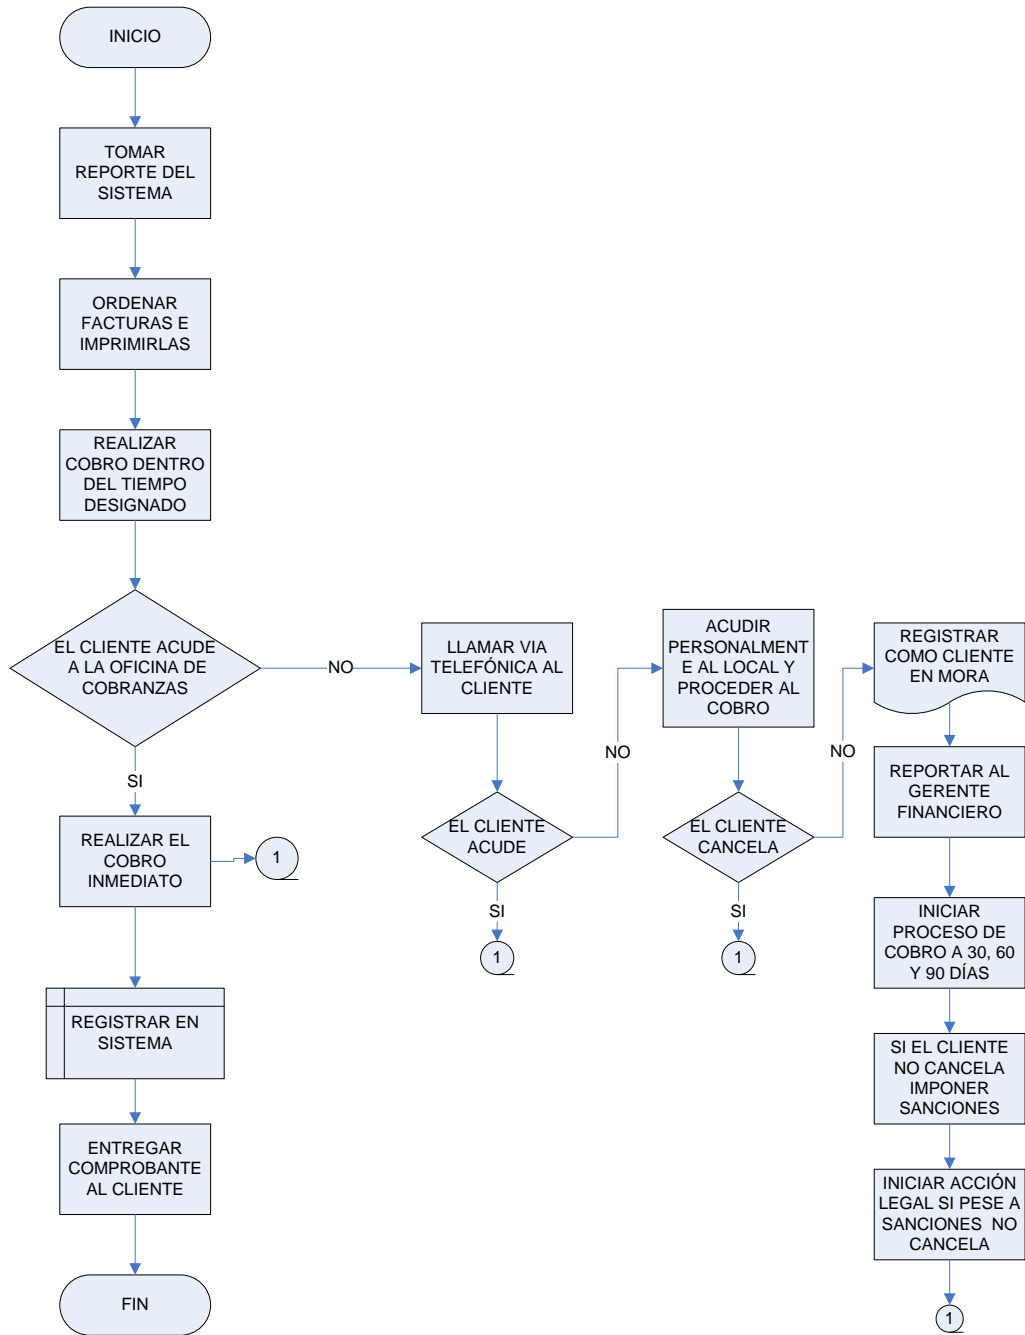 INICIO
TOMAR
REPORTE DEL
SISTEMA
ORDENAR
FACTURAS E
IMPRIMIRLAS
REALIZAR
COBRO DENTRO
DEL TIEMPO
DESIGNADO
EL CLIENTE ACUDE
A LA OFICINA DE
COBRANZAS
NO
SI
REALIZAR EL
COBRO
INMEDIATO
1
REGISTRAR EN
SISTEMA
ENTREGAR
COMPROBANTE
AL CLIENTE
FIN
LLAMAR VIA
TELEFÓNICA AL
CLIENTE
EL CLIENTE
ACUDE
NO
SI
1
ACUDIR
PERSONALMENT
E AL LOCAL Y
PROCEDER AL
COBRO
EL CLIENTE
CANCELA
NO
SI
1
REGISTRAR
COMO CLIENTE
EN MORA
REPORTAR AL
GERENTE
FINANCIERO
INICIAR
PROCESO DE
COBRO A 30, 60
Y 90 DÍAS
SI EL CLIENTE
NO CANCELA
IMPONER
SANCIONES
INICIAR ACCIÓN
LEGAL SI PESE A
SANCIONES NO
CANCELA
1